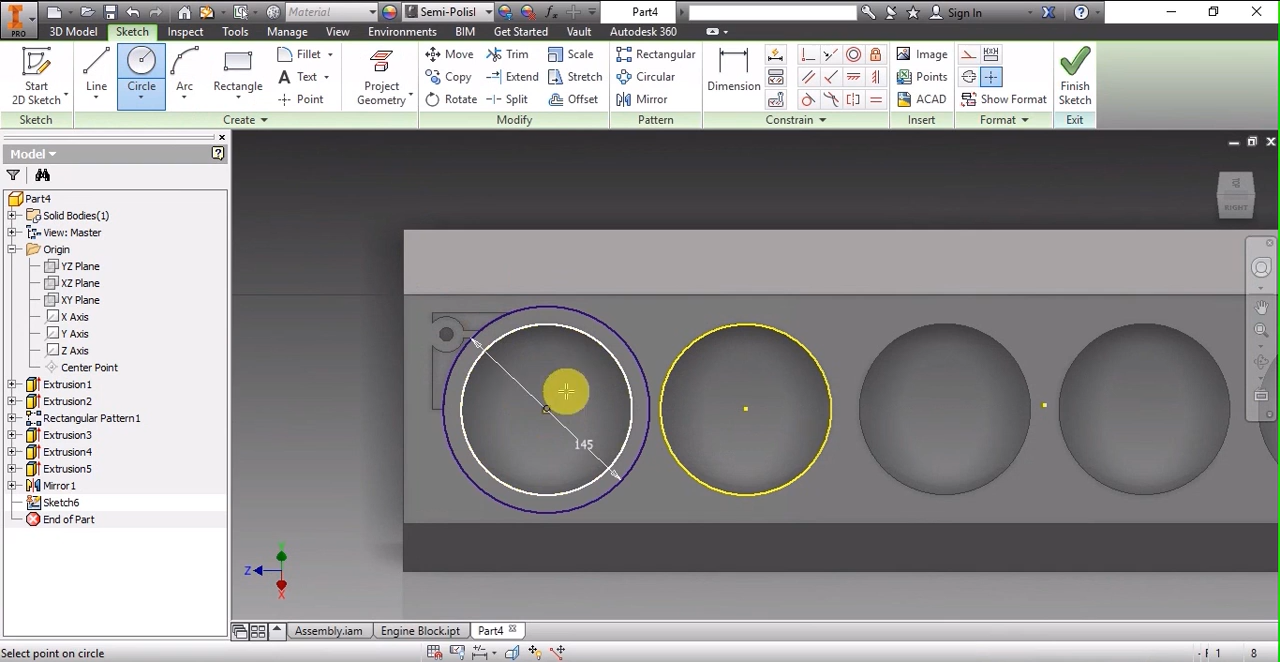 Material
Semi-Polisl
fx
Part4
Sign In
PRO
3D Model
Sketch
Inspect
Tools
Manage
View
Environments
BIM
Get Started
Vault
Autodesk 360
Start
2D Sketch
Line
Circle
Arc
Rectangle
Fillet
Text
Point
Project
Geometry
Move
Copy
Rotate
Trim
Extend
Split
Scale
Stretch
Offset
Rectangular
Circular
Mirror
Dimension
Image
Points
ACAD
Show Format
Finish
Sketch
Sketch
Create
Modify
Pattern
Constrain
Insert
Format
Exit
Model
Part4
Solid Bodies(1)
View: Master
Origin
YZ Plane
XZ Plane
XY Plane
X Axis
Y Axis
Z Axis
Center Point
Extrusion1
Extrusion2
Rectangular Pattern1
Extrusion3
Extrusion4
Extrusion5
Mirror1
Sketch6
End of Part
RIGHT
145
Z
X
Assembly.iam
Engine Block.ipt
Part4
Select point on circle
1
8